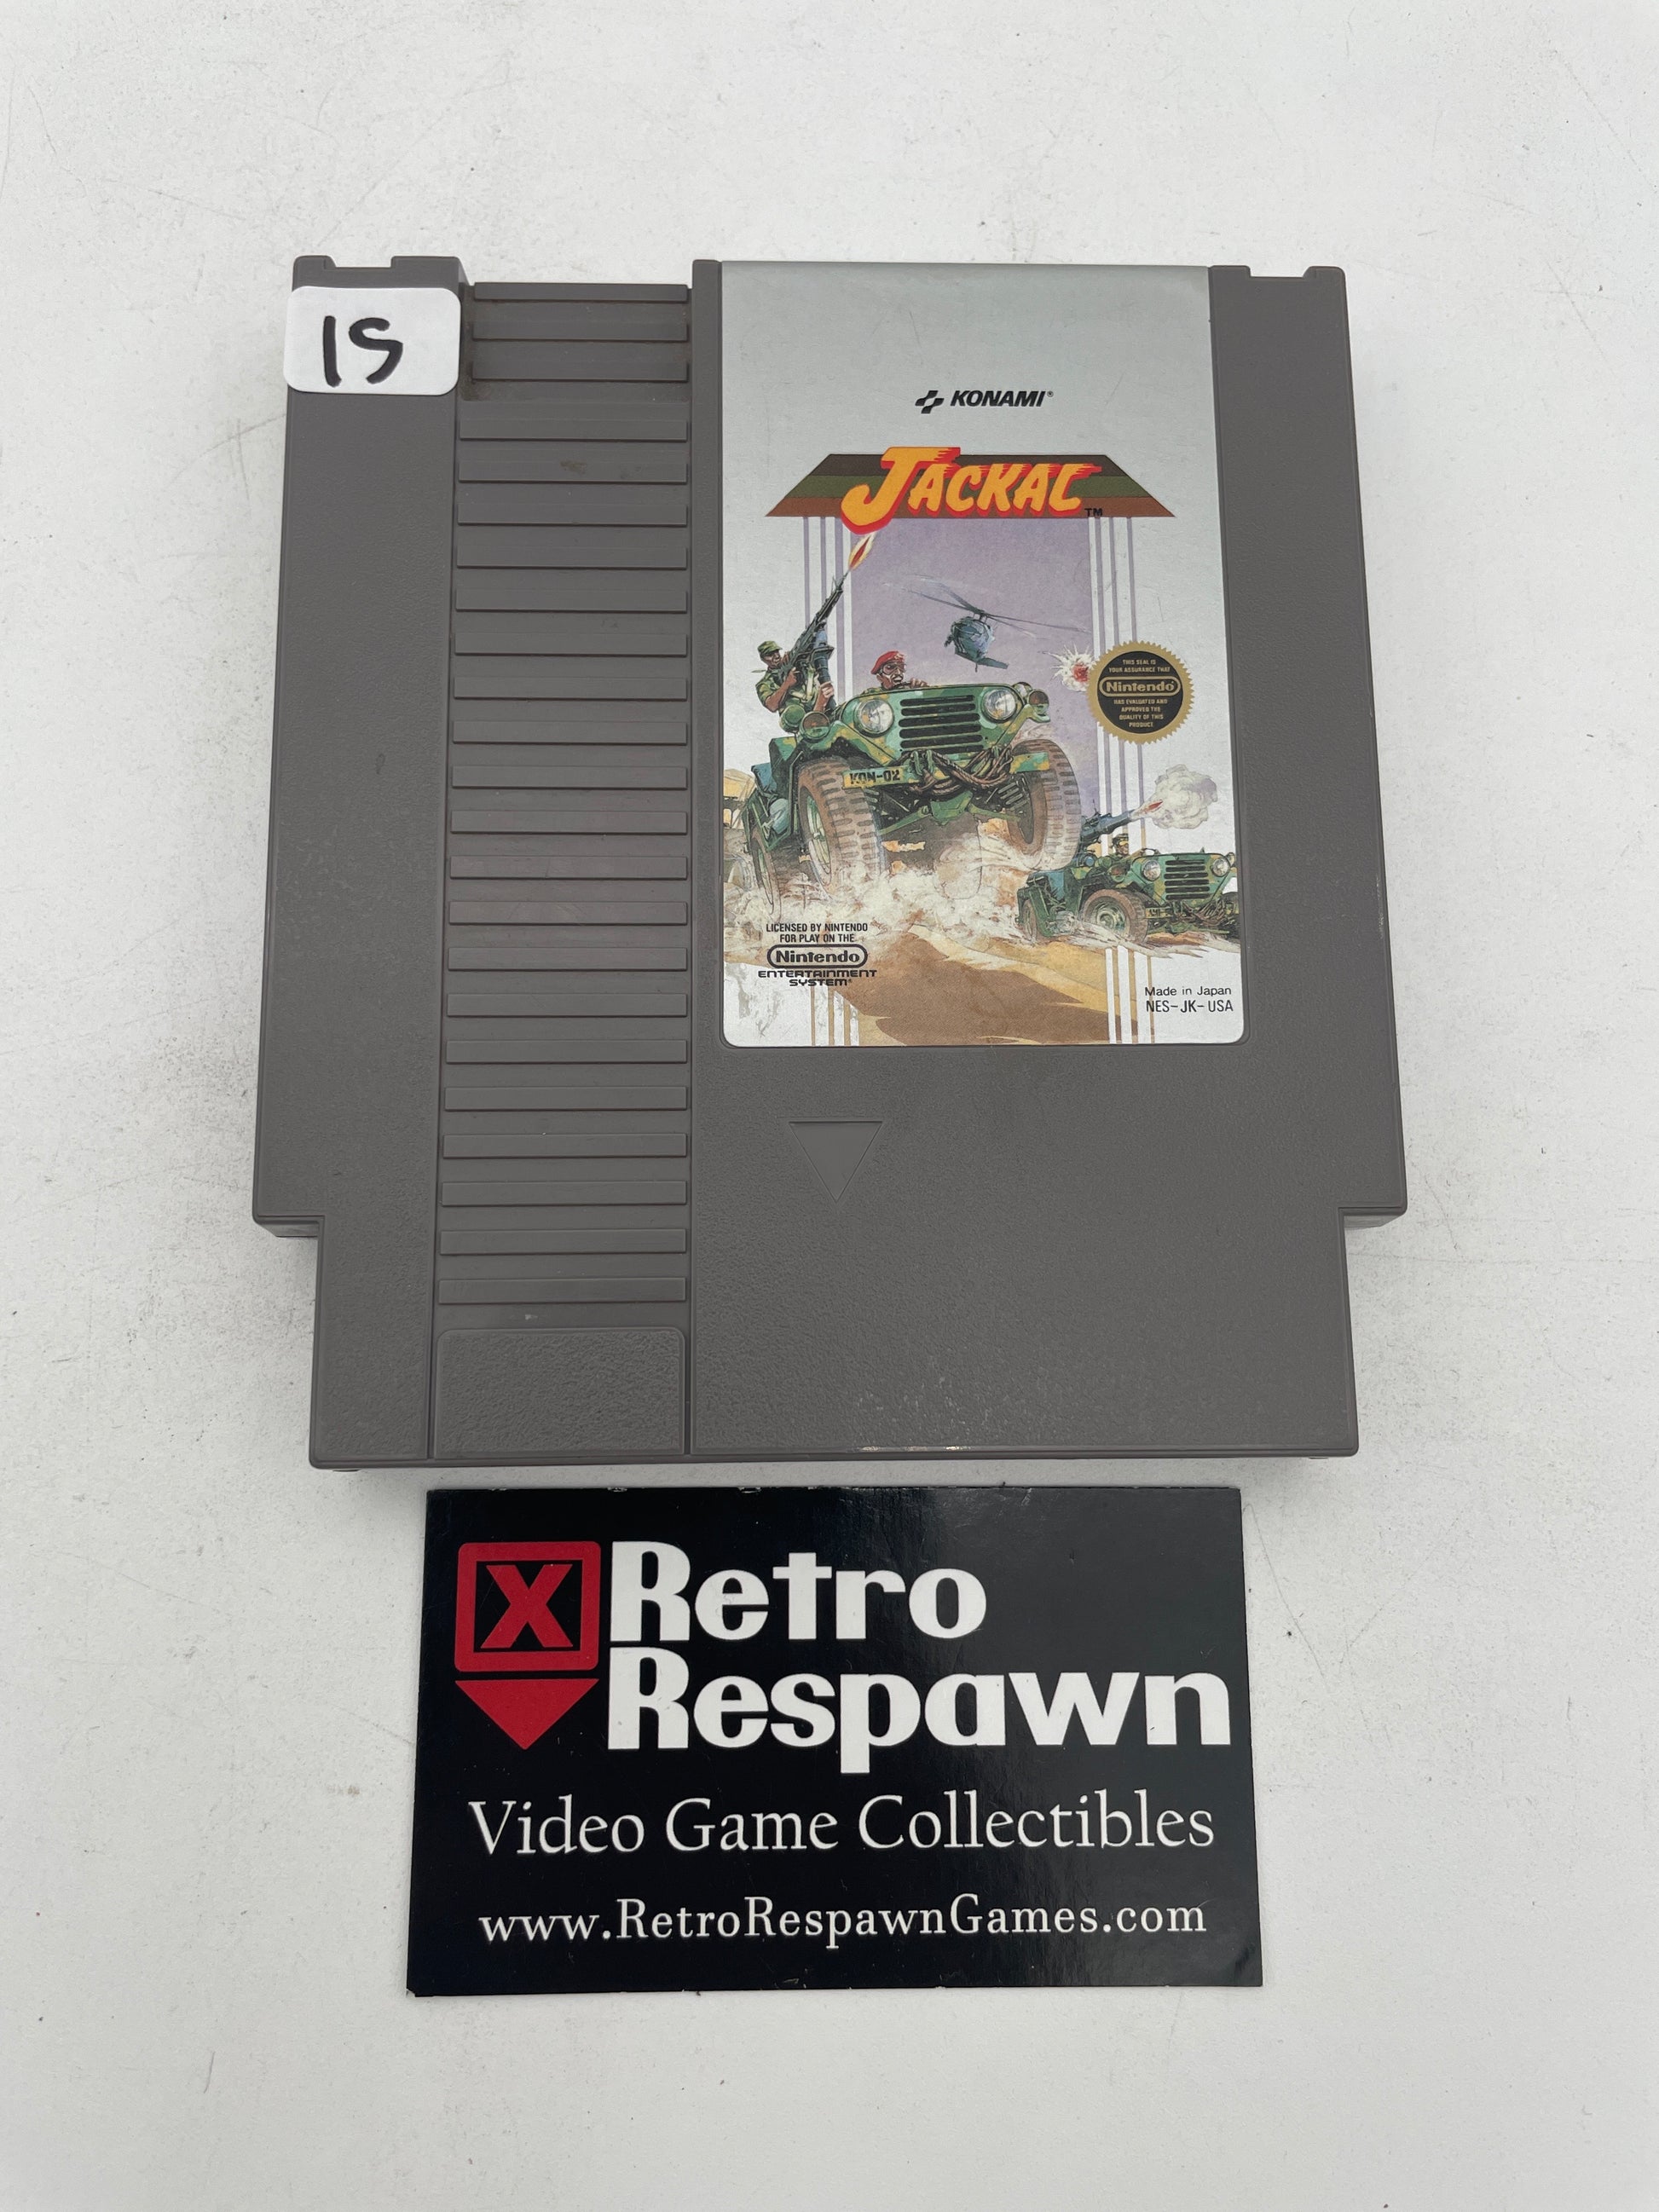 15
KONAMI®
JACKAL™
THIS SEAL IS
YOUR ASSURANCE THAT
Nintendo
HAS EVALUATED AND
APPROVED THE
QUALITY OF THIS
PRODUCT.
KON-02
LICENSED BY NINTENDO
FOR PLAY ON THE
Nintendo
ENTERTAINMENT
SYSTEM®
Made in Japan
NES-JK-USA
X Retro
Respawn
Video Game Collectibles
www.RetroRespawnGames.com